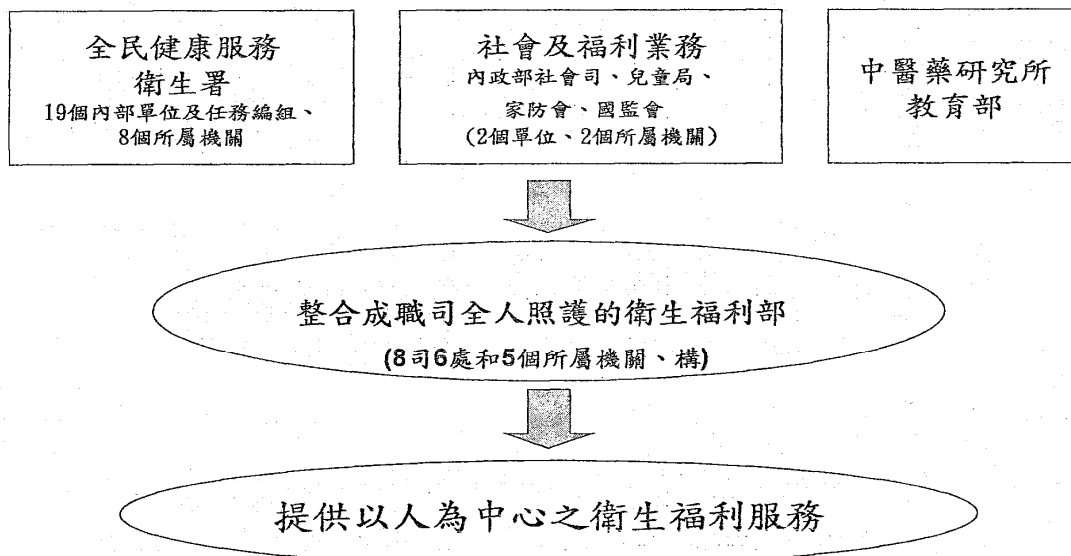 全民健康服務
衛生署
19個內部單位及任務編組、
8個所屬機關
社會及福利業務
內政部社會司、兒童局、
家防會、國監會
(2個單位、2個所屬機關)
中醫藥研究所
教育部
整合成職司全人照護的衛生福利部
(8司6處和5個所屬機關、構)
提供以人為中心之衛生福利服務